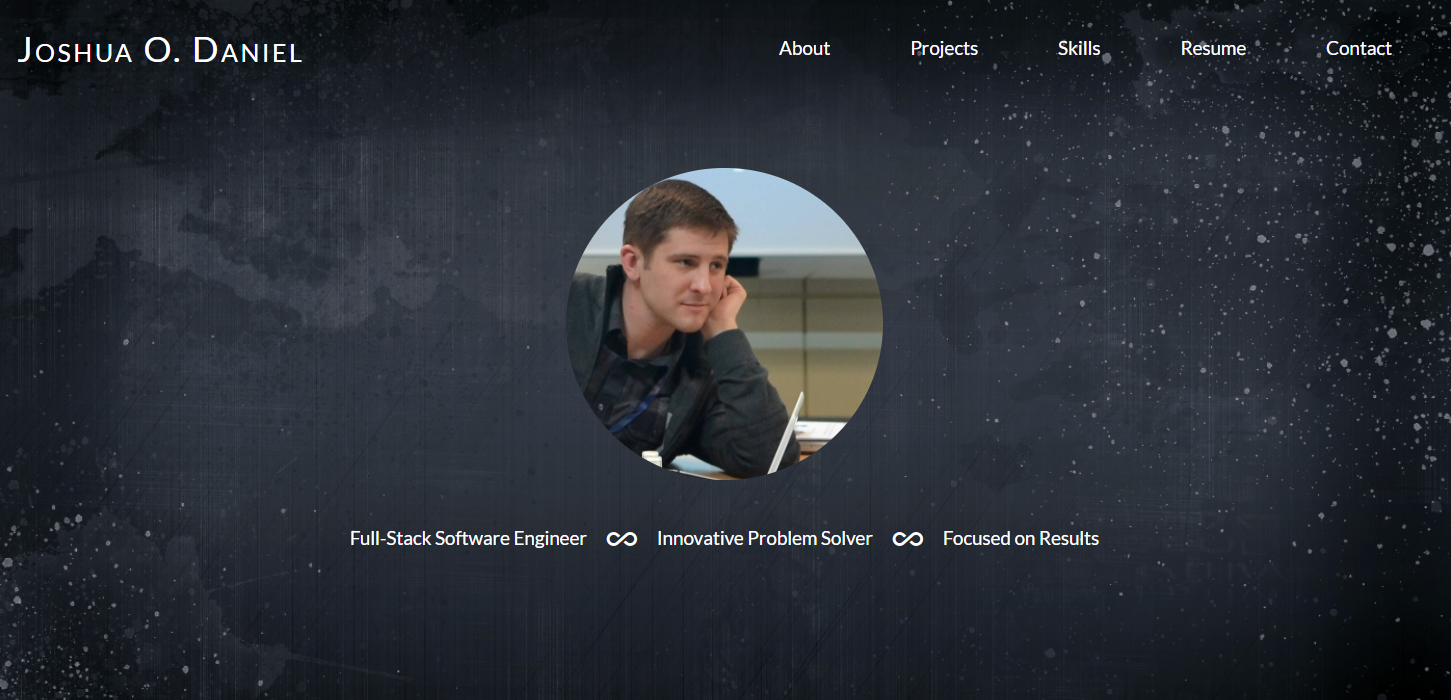 Joshua O. Daniel
About Projects Skills Resume Contact
Full-Stack Software Engineer ∞ Innovative Problem Solver ∞ Focused on Results